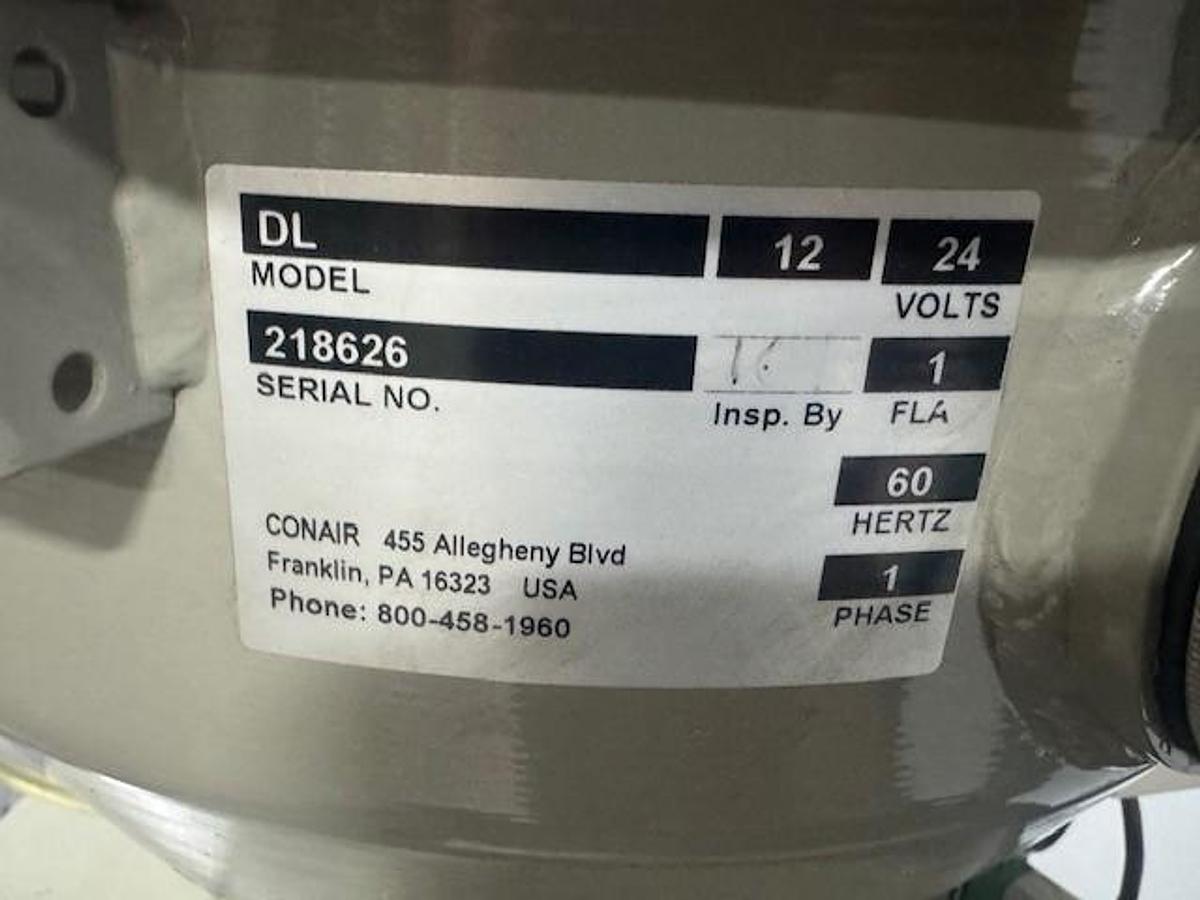 DL 12 24
MODEL VOLTS
218626 1
SERIAL NO. Insp. By FLA
60
HERTZ
CONAIR 455 Allegheny Blvd
Franklin, PA 16323 USA
Phone: 800-458-1960
1
PHASE